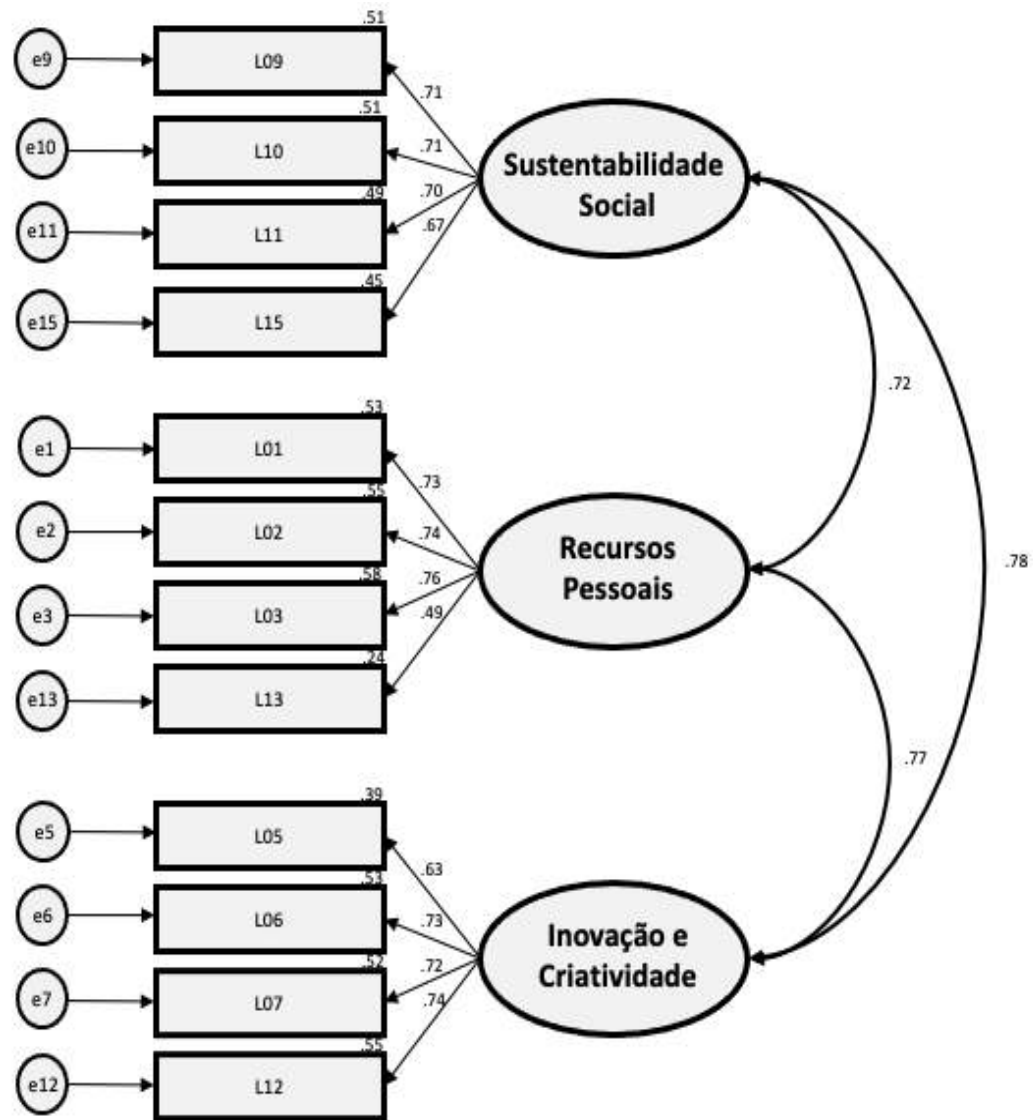 .51
e9
L09
.71
.51
e10
L10
.71
.49
e11
L11
.70
.67
.45
e15
L15
Sustentabilidade
Social
.72
.78
.53
e1
L01
.73
.55
e2
L02
.74
.58
e3
L03
.76
.49
.24
e13
L13
Recursos
Pessoais
.77
.39
e5
L05
.63
.53
e6
L06
.73
.52
e7
L07
.72
.74
.55
e12
L12
Inovação e
Criatividade